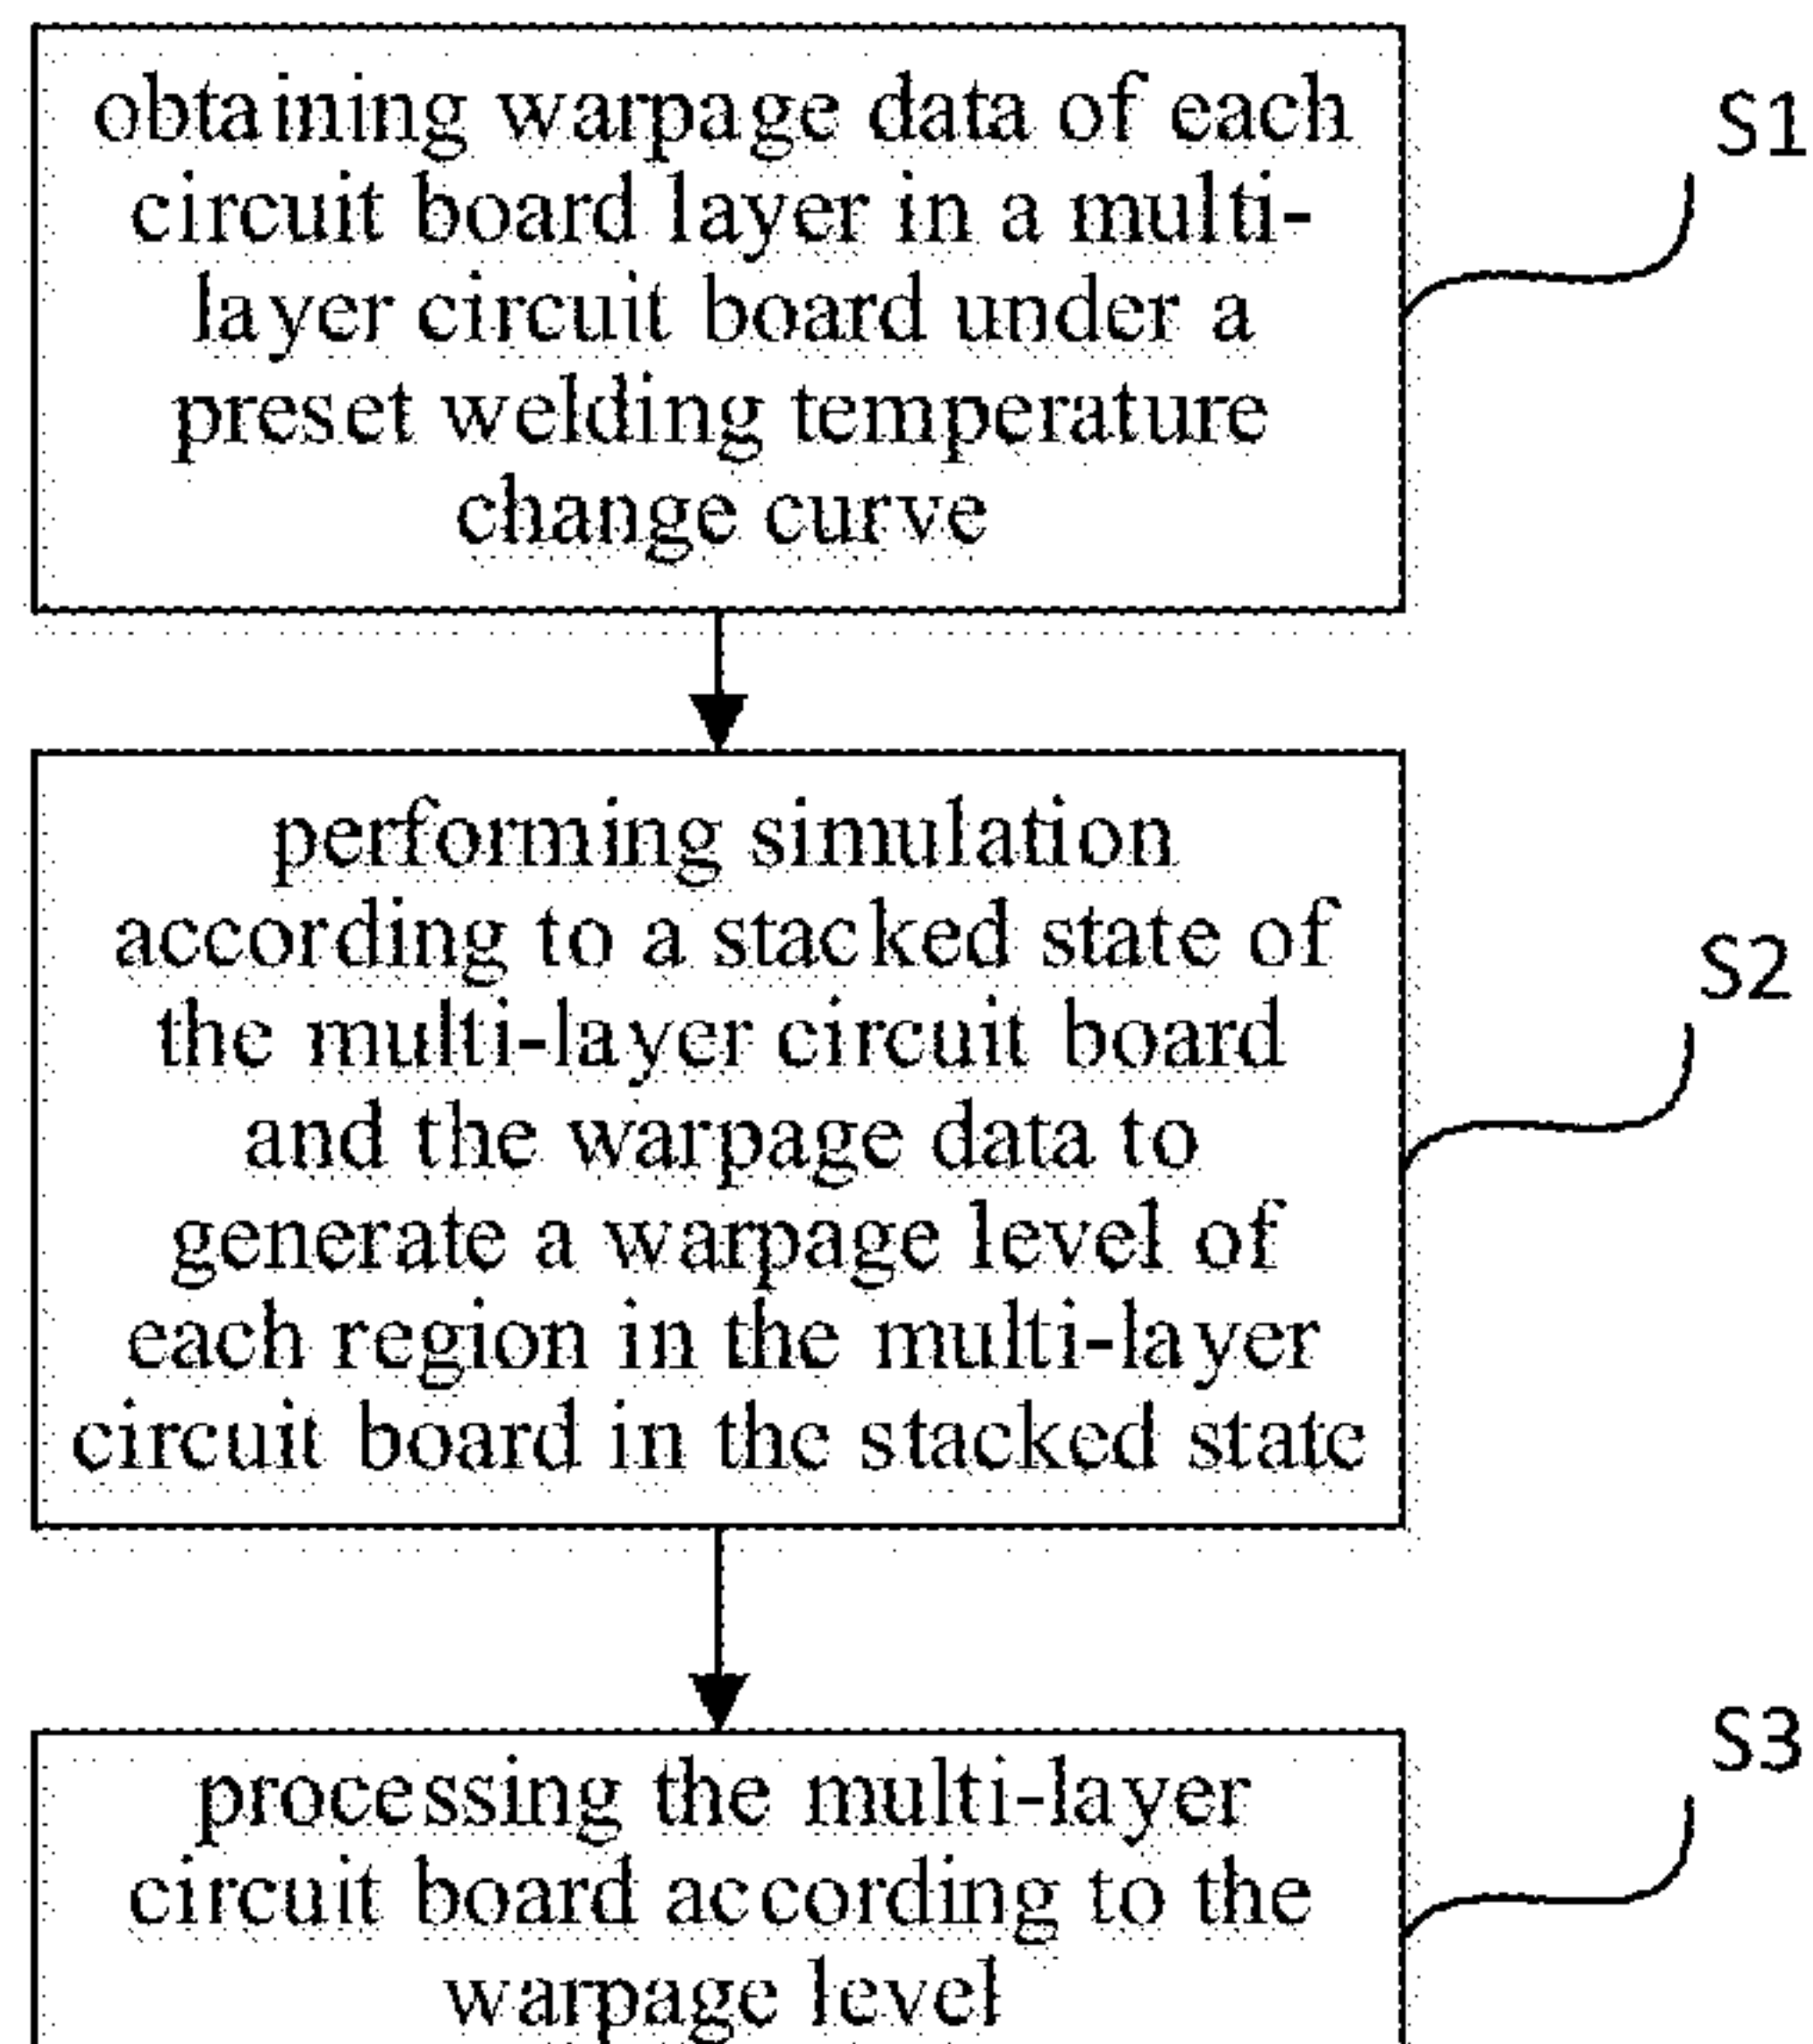 obtaining warpage data of each
circuit board layer in a multi-
layer circuit board under a
preset welding temperature
change curve
S1
performing simulation
according to a stacked state of
the multi-layer circuit board
and the warpage data to
generate a warpage level of
each region in the multi-layer
circuit board in the stacked state
S2
processing the multi-layer
circuit board according to the
warpage level
S3